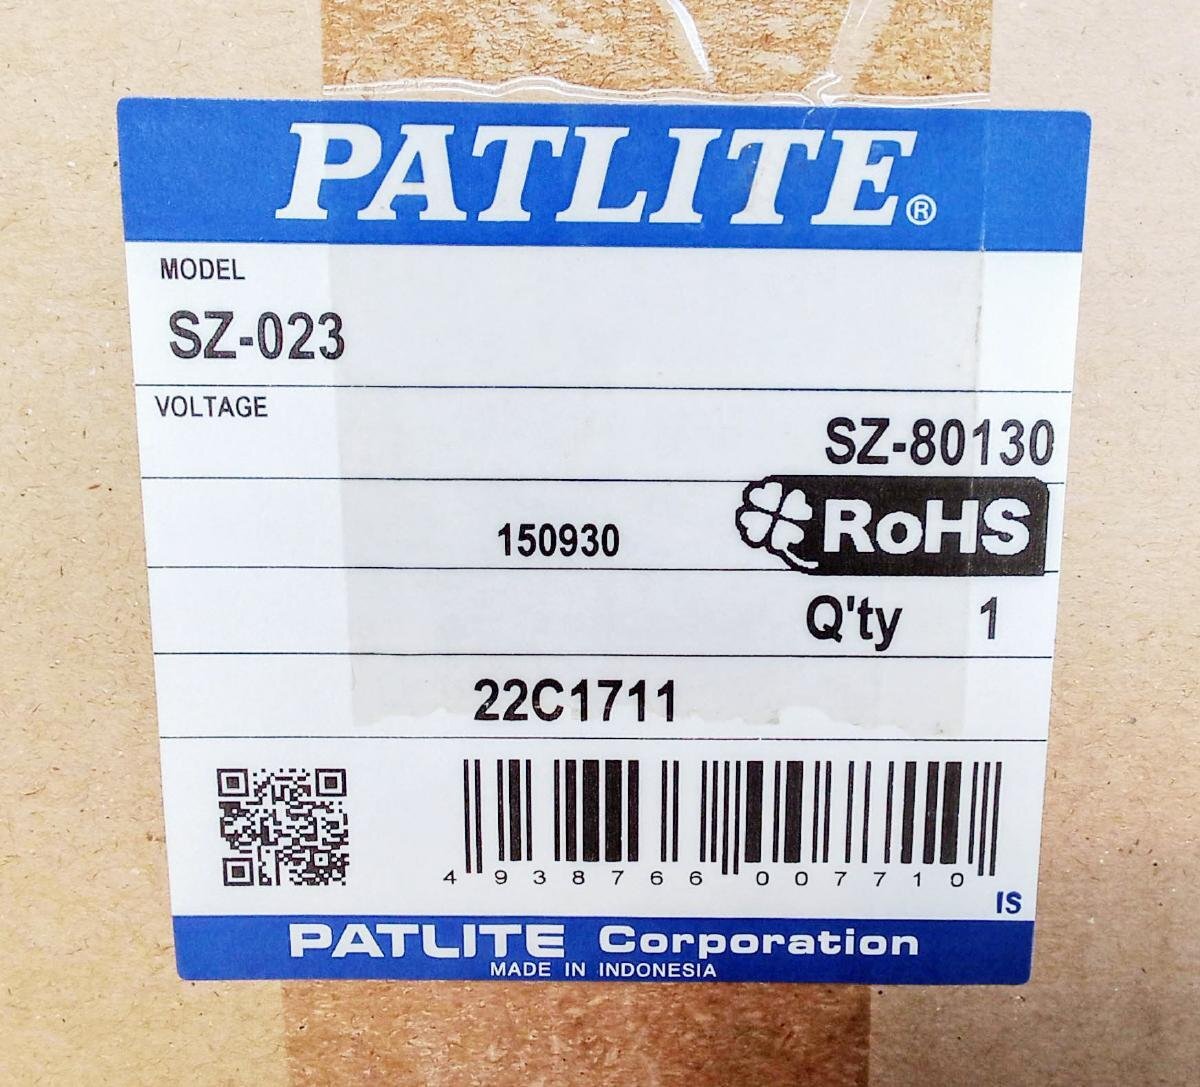 PATLITE®
MODEL
SZ-023
VOLTAGE
SZ-80130
150930
RoHS
Q'ty 1
22C1711
4 938766 007710
IS
PATLITE Corporation
MADE IN INDONESIA